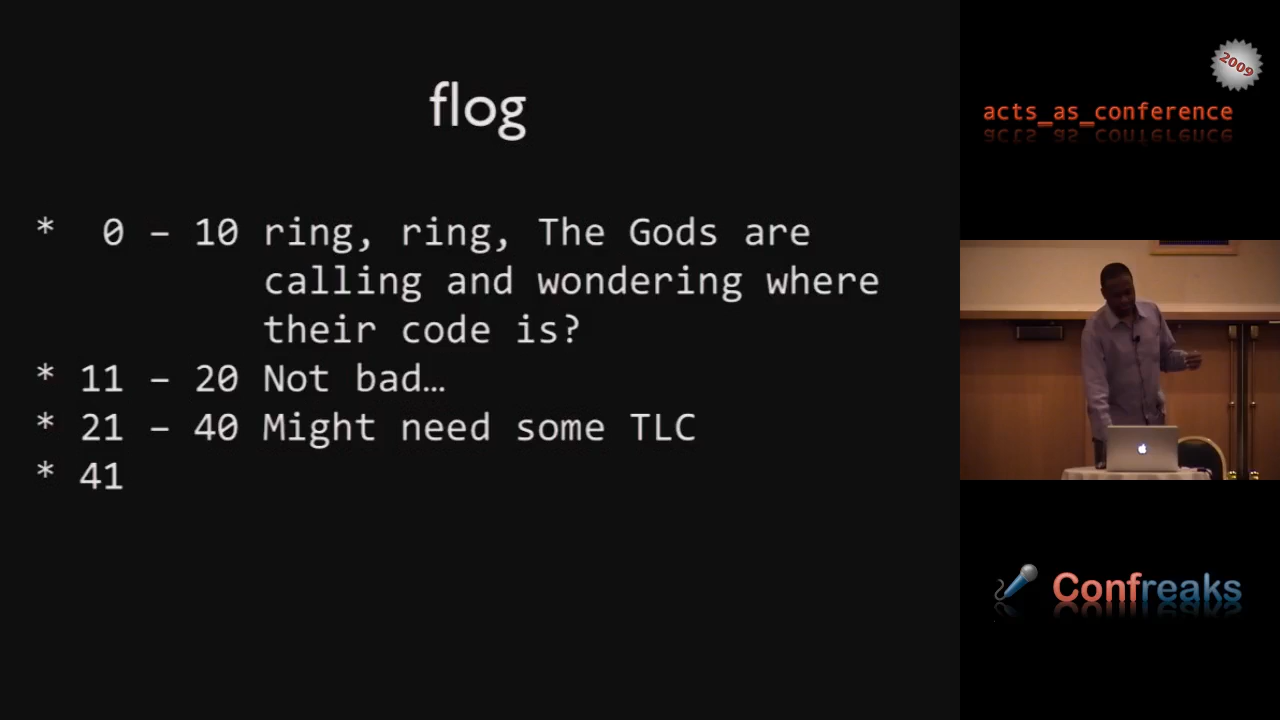 flog
* 0 – 10 ring, ring, The Gods are
calling and wondering where
their code is?
* 11 – 20 Not bad…
* 21 – 40 Might need some TLC
* 41
2009
acts_as_conference
Confreaks